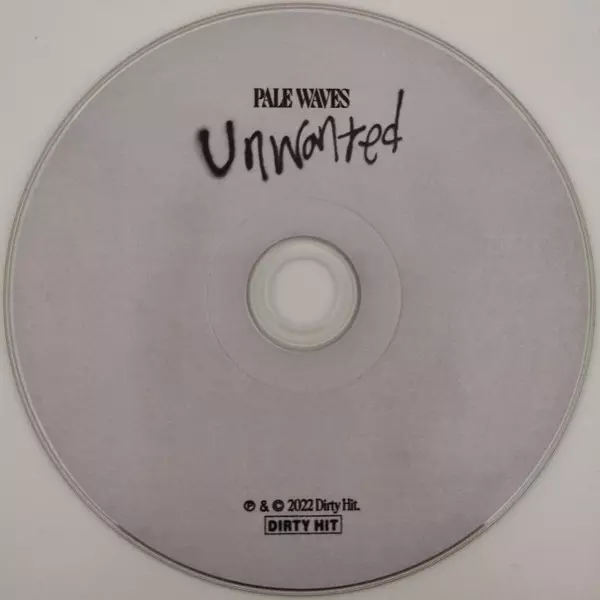 PALE WAVES
Unwanted
℗ & © 2022 Dirty Hit.
DIRTY HIT